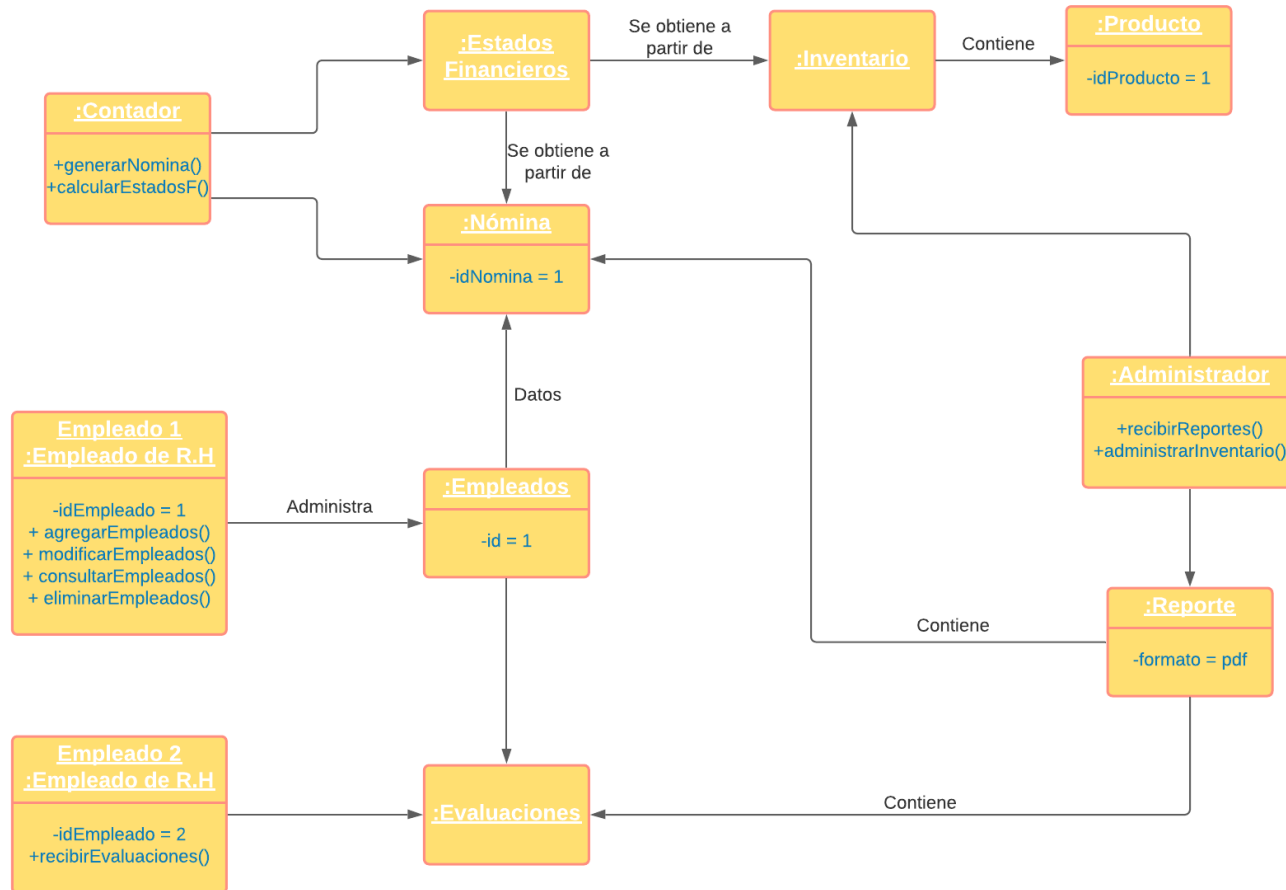 :Estados
Financieros
Se obtiene a
partir de
:Inventario
Contiene
:Producto
-idProducto = 1
:Contador
+generarNomina()
+calcularEstadosF()
Se obtiene a
partir de
:Nómina
-idNomina = 1
Datos
:Administrador
+recibirReportes()
+administrarInventario()
Empleado 1
:Empleado de R.H
-idEmpleado = 1
+ agregarEmpleados()
+ modificarEmpleados()
+ consultarEmpleados()
+ eliminarEmpleados()
Administra
:Empleados
-id = 1
Contiene
:Reporte
-formato = pdf
Empleado 2
:Empleado de R.H
-idEmpleado = 2
+recibirEvaluaciones()
:Evaluaciones
Contiene